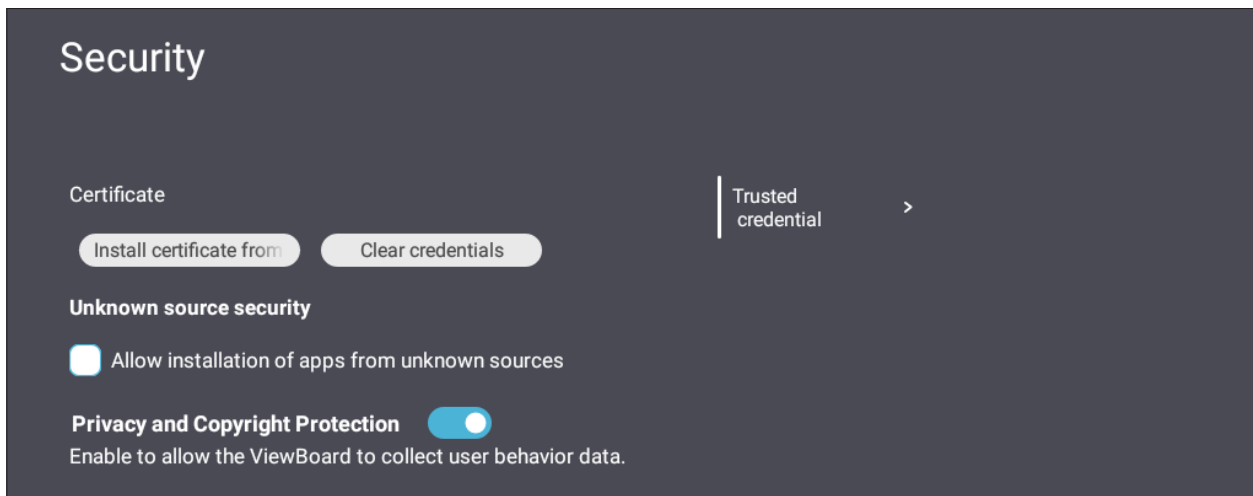 Security
Certificate
Trusted
credential
Install certificate from
Clear credentials
Unknown source security
Allow installation of apps from unknown sources
Privacy and Copyright Protection
Enable to allow the ViewBoard to collect user behavior data.